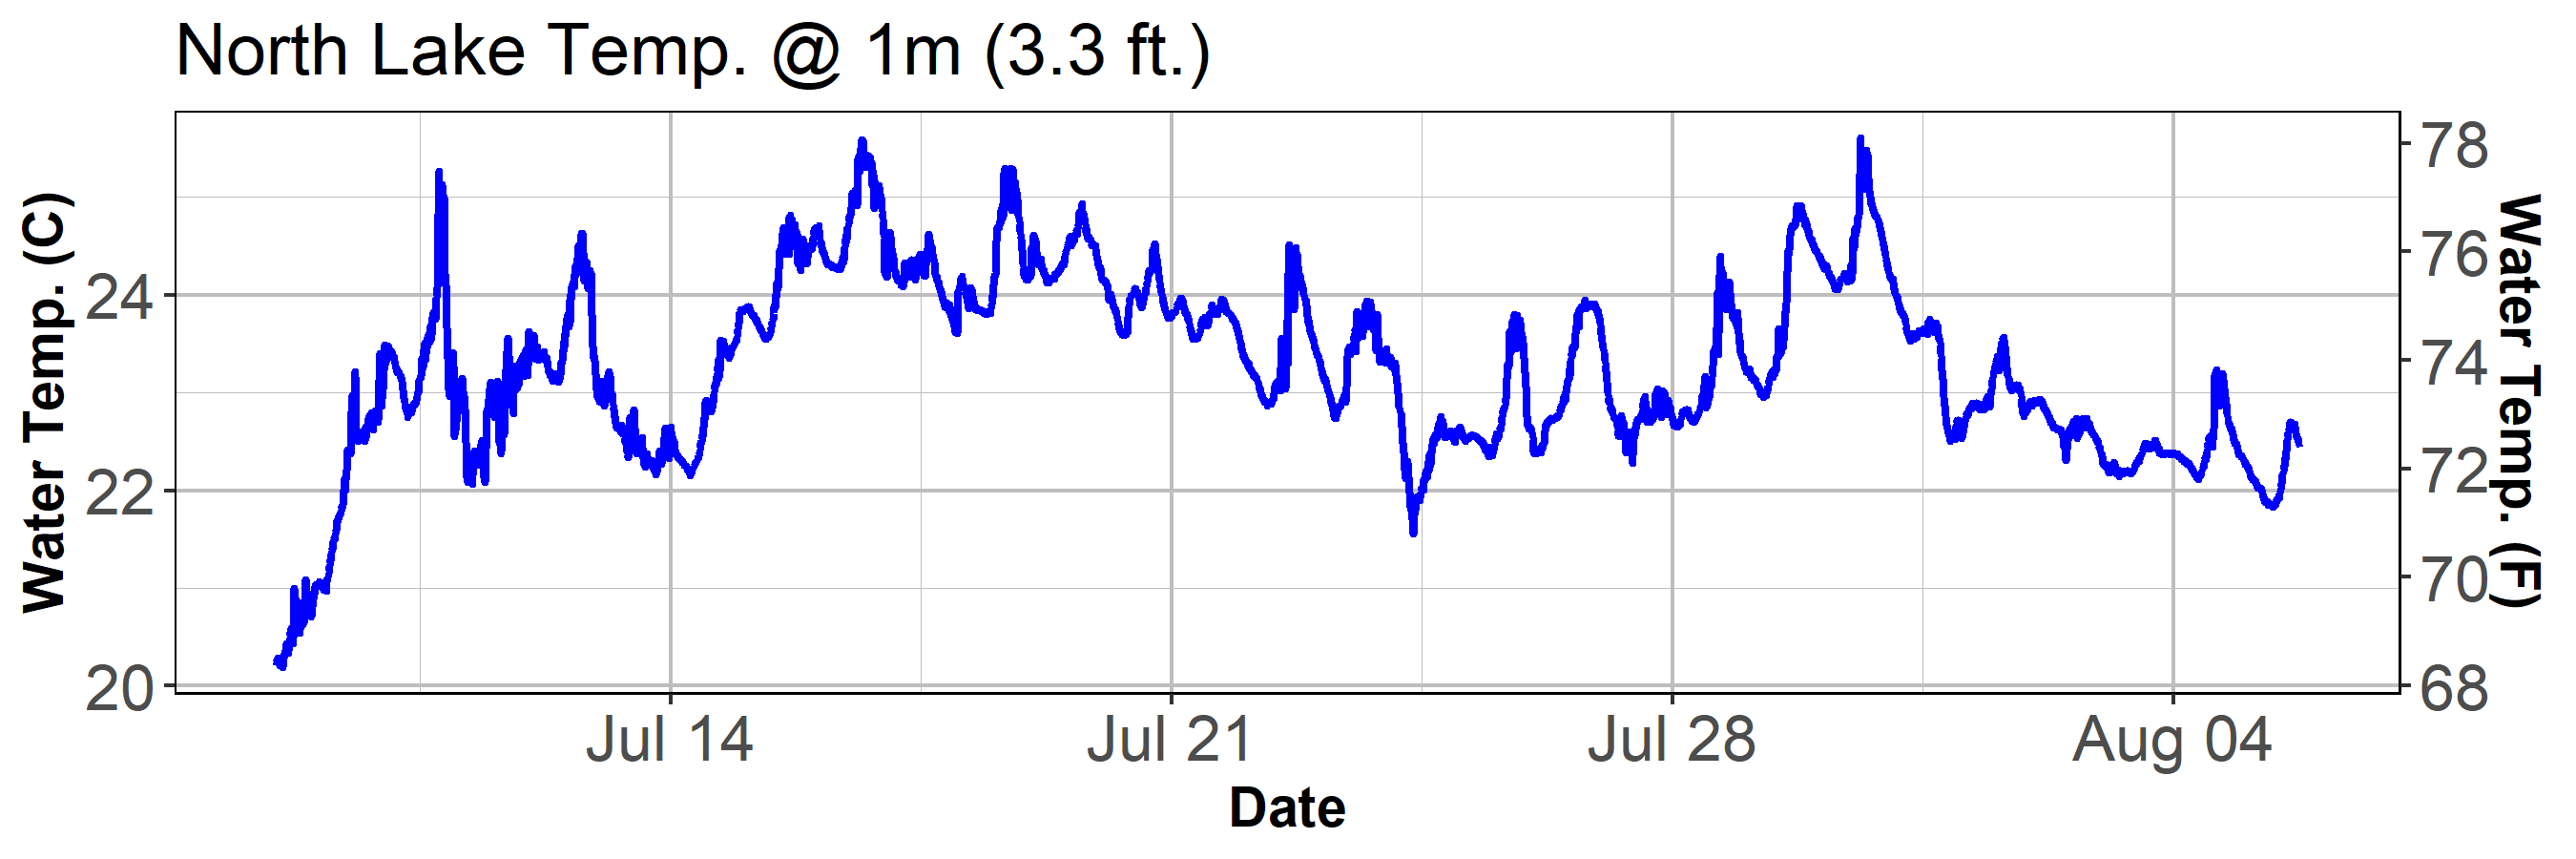 North Lake Temp. @ 1m (3.3 ft.)
Water Temp. (C)
24
22
20
78
76
74
72
70
68
Water Temp. (F)
Jul 14
Jul 21
Jul 28
Aug 04
Date